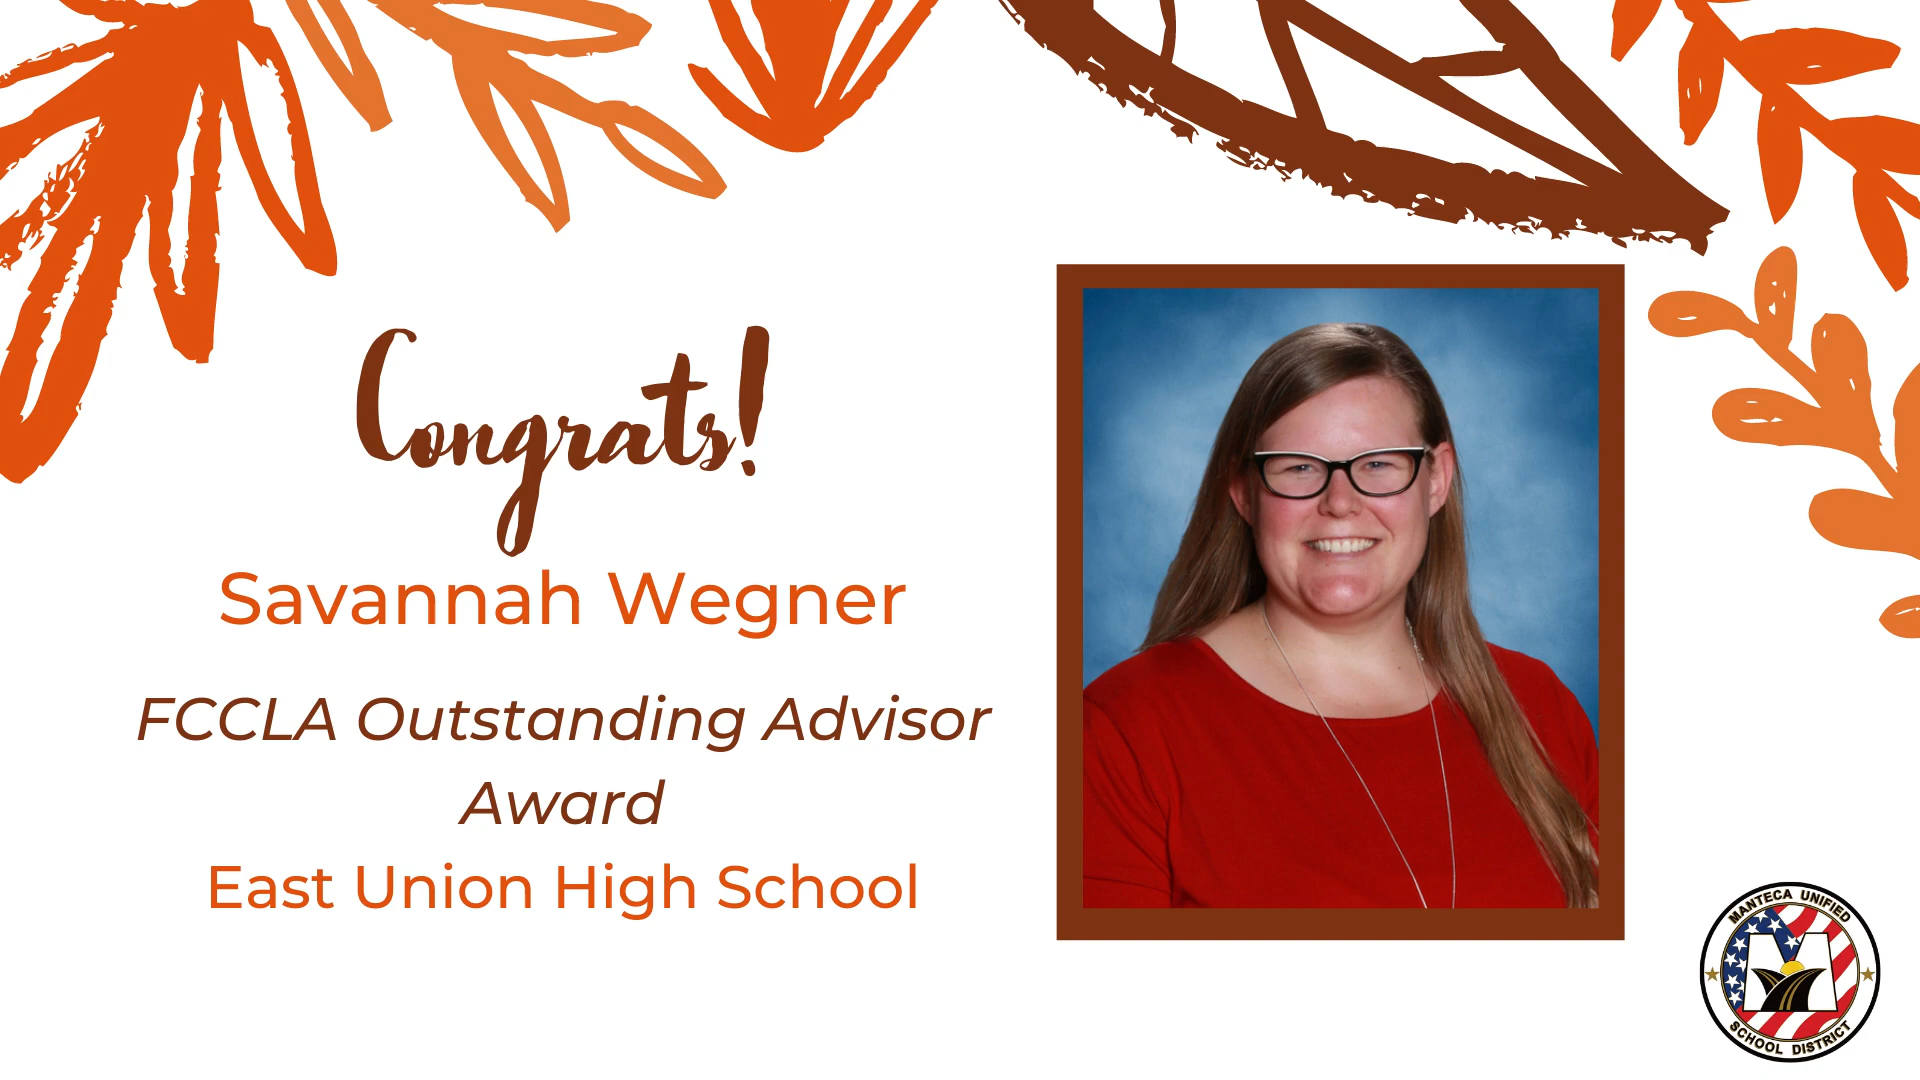 Congrats!
Savannah Wegner
FCCLA Outstanding Advisor
Award
East Union High School
MANTECA UNIFIED
SCHOOL DISTRICT